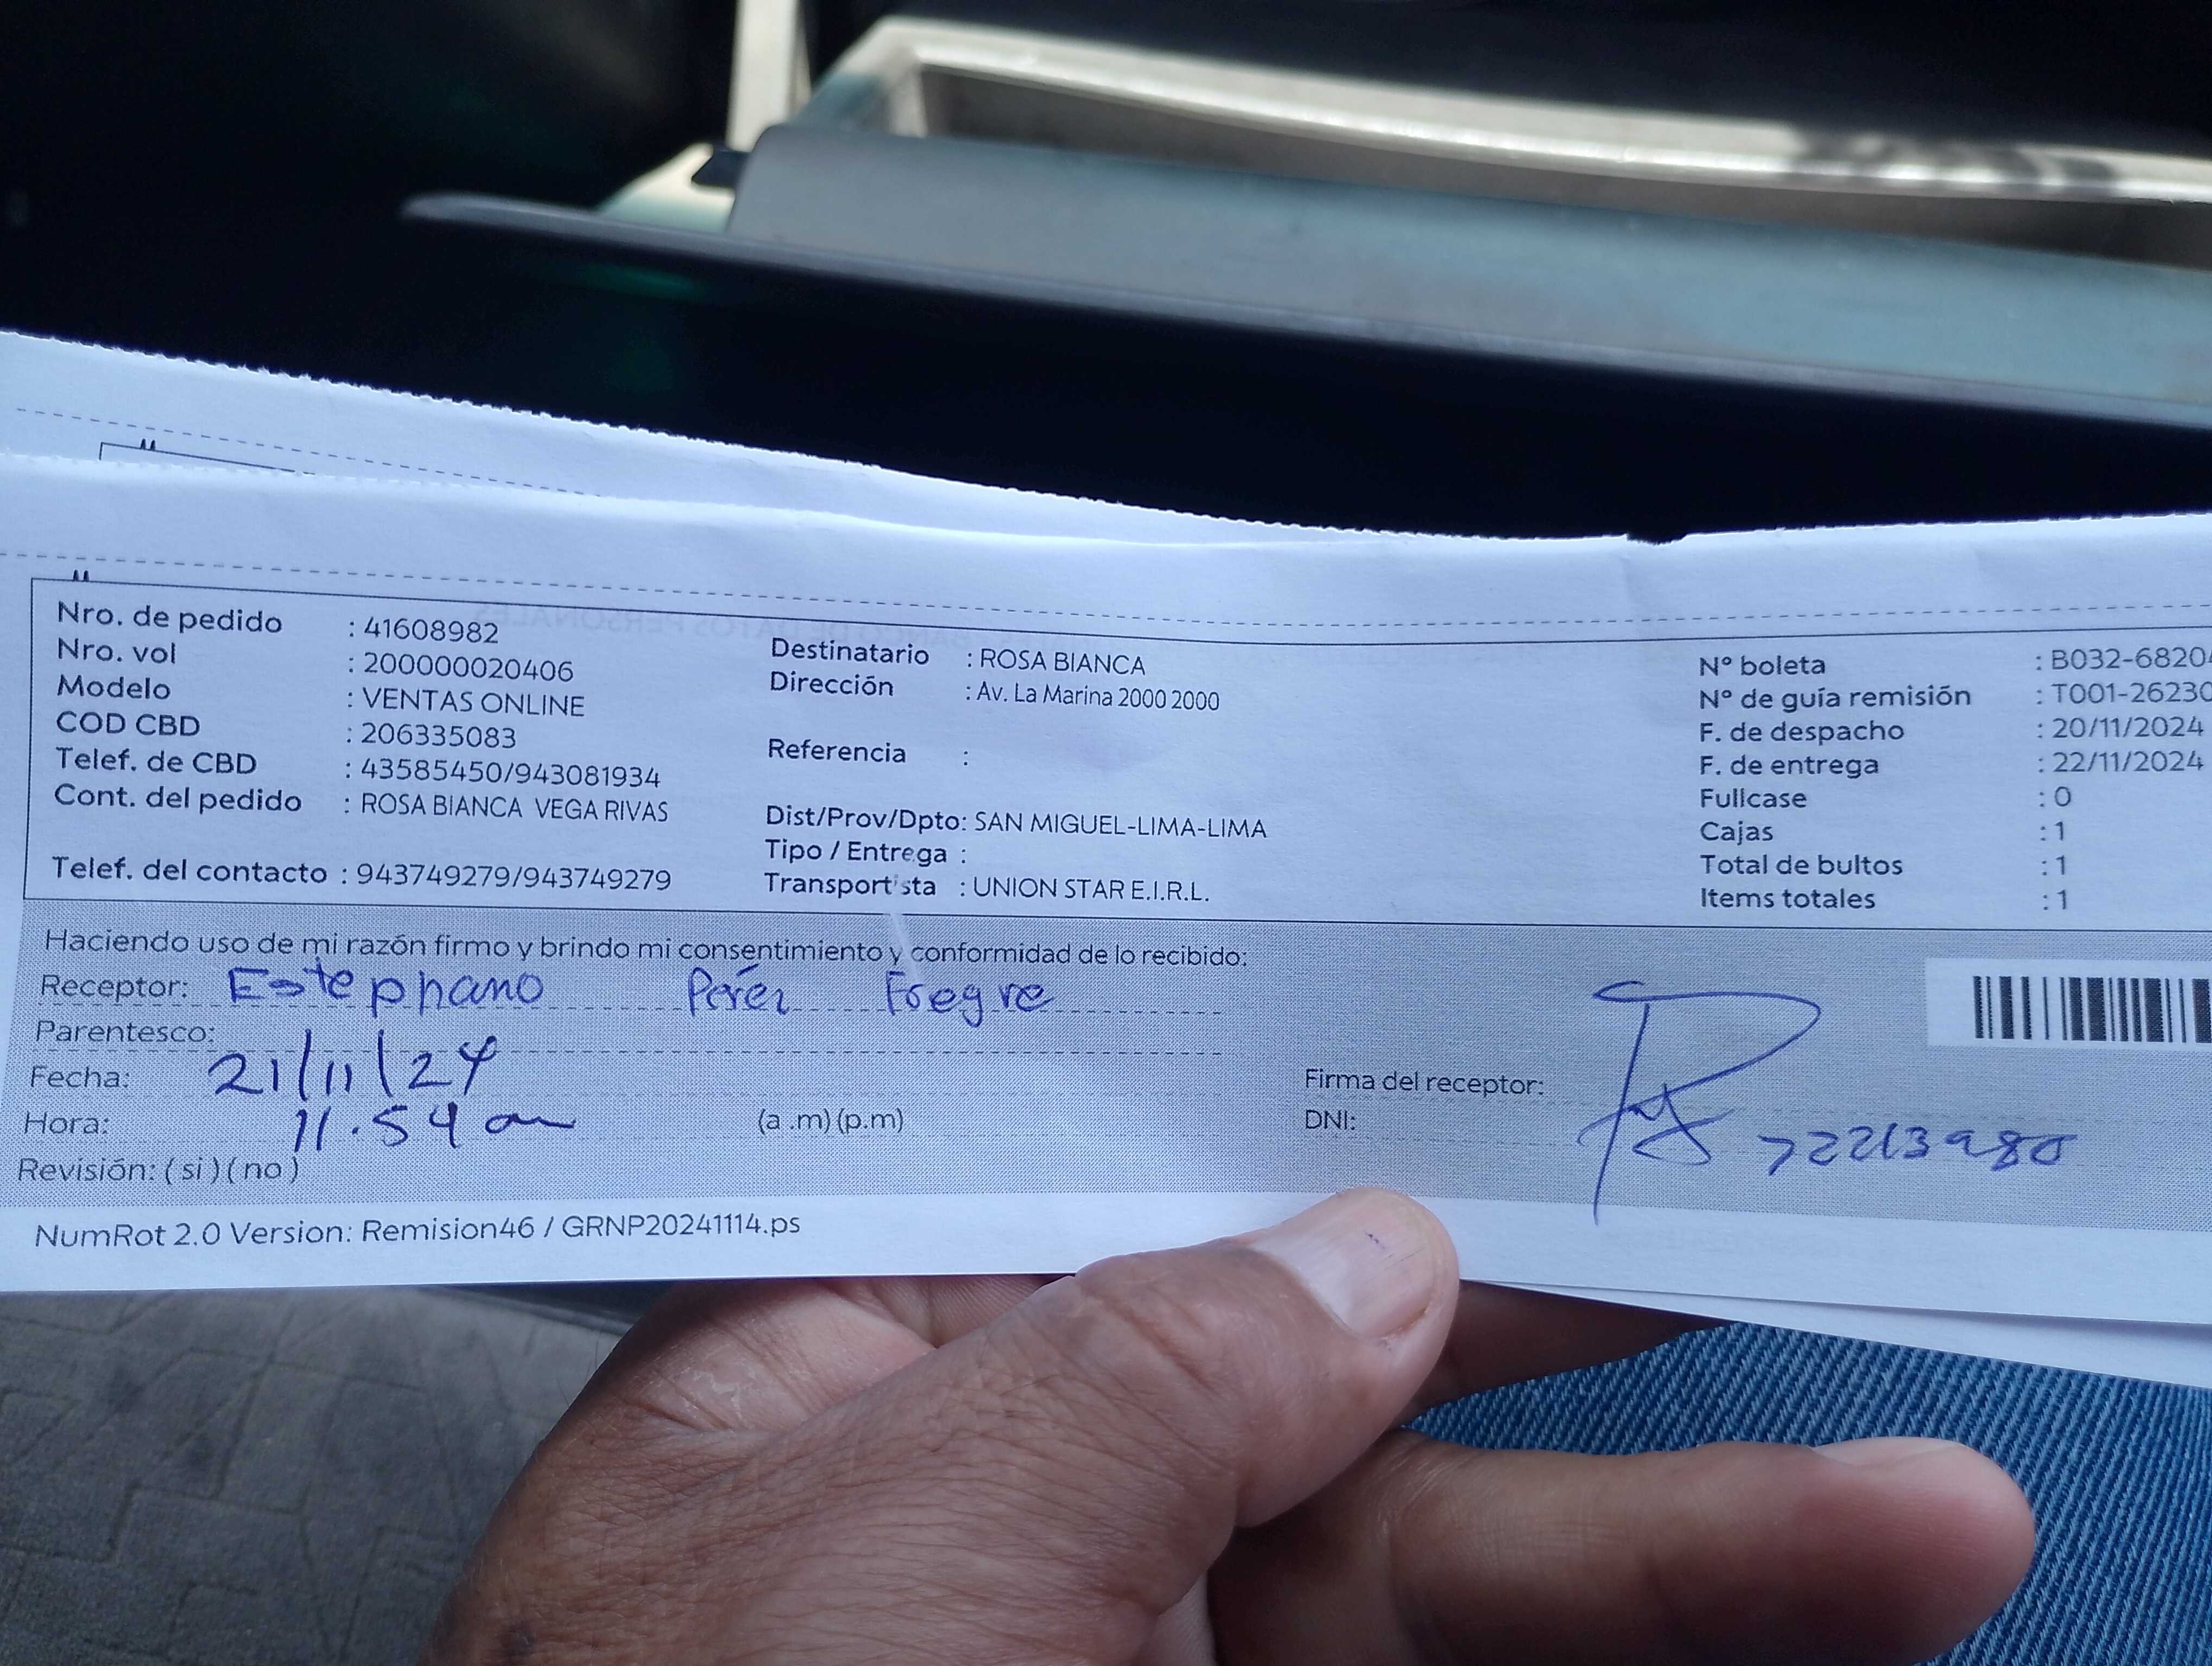 Nro. de pedido : 41608982
Nro. vol : 200000020406
Modelo : VENTAS ONLINE
COD CBD : 206335083
Telef. de CBD : 43585450/943081934
Cont. del pedido : ROSA BIANCA VEGA RIVAS
Telef. del contacto : 943749279/943749279
Destinatario : ROSA BIANCA
Dirección : Av. La Marina 2000 2000
Referencia :
Dist/Prov/Dpto: SAN MIGUEL-LIMA-LIMA
Tipo / Entrega :
Transportista : UNION STAR E.I.R.L.
N° boleta : B032-6820
N° de guía remisión : T001-26230
F. de despacho : 20/11/2024
F. de entrega : 22/11/2024
Fullcase : 0
Cajas : 1
Total de bultos : 1
Items totales : 1
Haciendo uso de mi razón firmo y brindo mi consentimiento y conformidad de lo recibido:
Receptor: Estephano
Parentesco:
Fecha: 21/11/24
Hora: 11.54 am (a .m) (p.m)
Revisión: ( si ) ( no )
Firma del receptor:
DNI: 72213980
NumRot 2.0 Version: Remision46 / GRNP20241114.ps